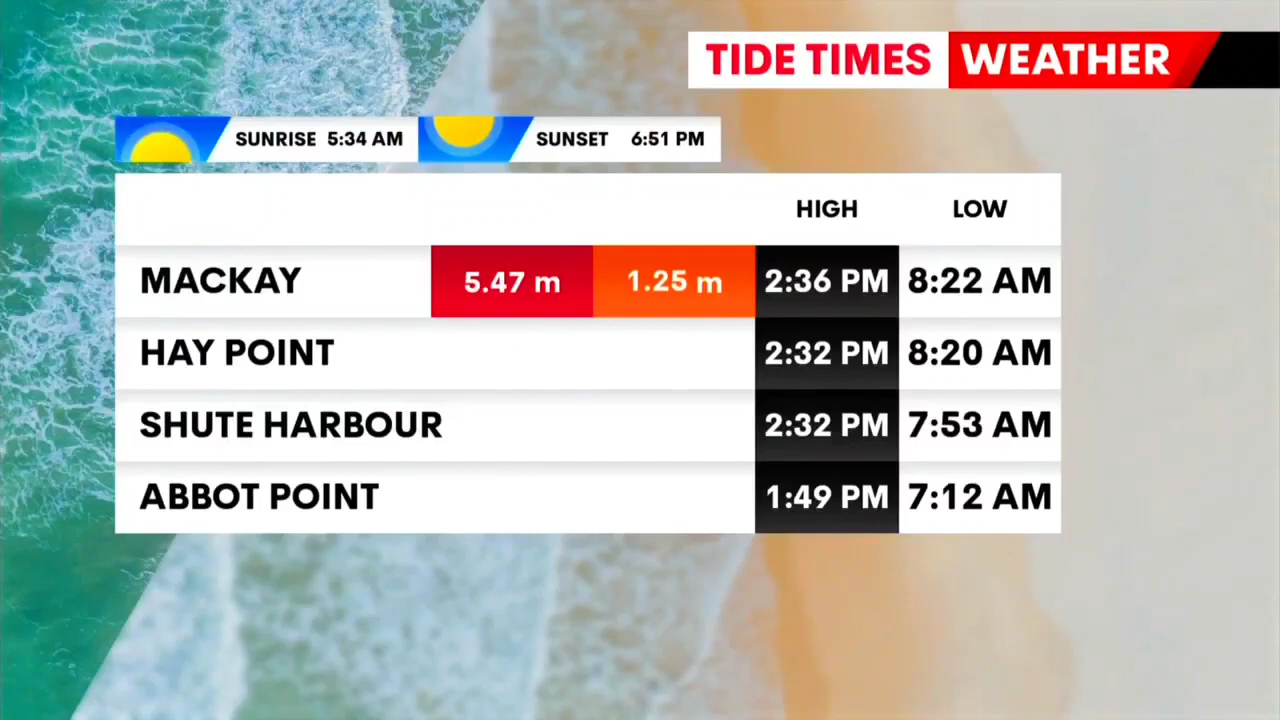 TIDE TIMES WEATHER
SUNRISE 5:34 AM SUNSET 6:51 PM
HIGH LOW
MACKAY 5.47 m 1.25 m 2:36 PM 8:22 AM
HAY POINT 2:32 PM 8:20 AM
SHUTE HARBOUR 2:32 PM 7:53 AM
ABBOT POINT 1:49 PM 7:12 AM